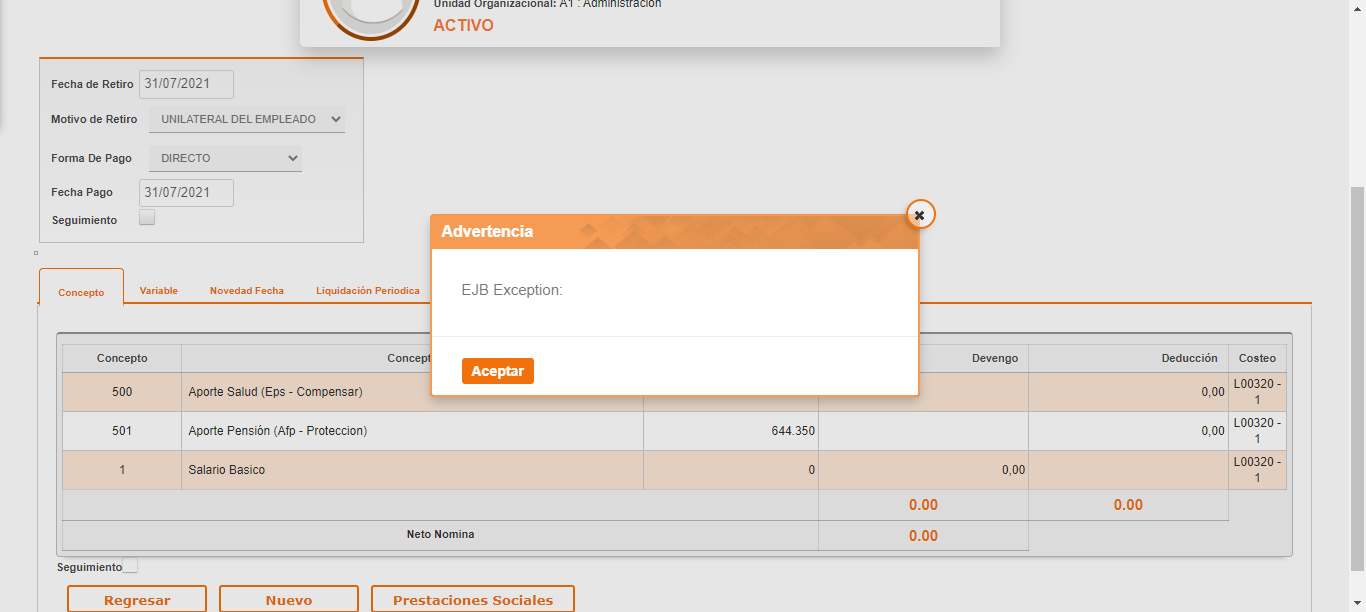 Unidad Organizacional: A1 : Administracion
ACTIVO
Fecha de Retiro 31/07/2021
Motivo de Retiro UNILATERAL DEL EMPLEADO
Forma De Pago DIRECTO
Fecha Pago 31/07/2021
Seguimiento
Advertencia
EJB Exception:
Aceptar
Concepto Variable Novedad Fecha Liquidación Periodica
Concepto Concept Devengo Deducción Costeo
500 Aporte Salud (Eps - Compensar) 0,00 L00320 - 1
501 Aporte Pensión (Afp - Proteccion) 644.350 0,00 L00320 - 1
1 Salario Basico 0 0,00 L00320 - 1
0.00 0.00
Neto Nomina 0.00
Seguimiento
Regresar Nuevo Prestaciones Sociales